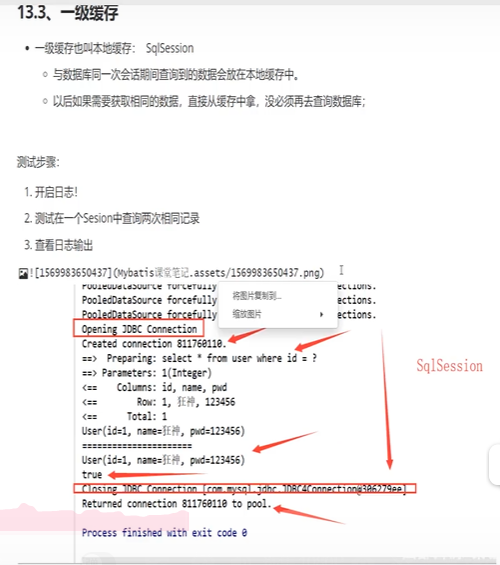 13.3、一级缓存
• 一级缓存也叫本地缓存： SqlSession
○ 与数据库同一次会话期间查询到的数据会放在本地缓存中。
○ 以后如果需要获取相同的数据，直接从缓存中拿，没必须再去查询数据库；
测试步骤：
1. 开启日志！
2. 测试在一个Sesion中查询两次相同记录
3. 查看日志输出
![1569983650437](Mybatis课堂笔记.assets/1569983650437.png)
PooledDataSource forcefully ections.
PooledDataSource forcefully 将图片复制到... ections.
PooledDataSource forcefully 缩放图片 ections.
Opening JDBC Connection
Created connection 811760110.
==> Preparing: select * from user where id = ?
==> Parameters: 1(Integer)
SqlSession
<== Columns: id, name, pwd
<== Row: 1, 狂神, 123456
<== Total: 1
User(id=1, name=狂神, pwd=123456)
=======================
User(id=1, name=狂神, pwd=123456)
true
Closing JDBC Connection [com.mysql.jdbc.JDBC4Connection@306279ee]
Returned connection 811760110 to pool.
Process finished with exit code 0